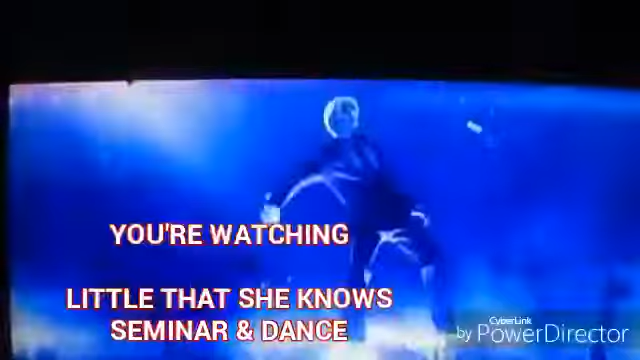 YOU'RE WATCHING
LITTLE THAT SHE KNOWS
SEMINAR & DANCE
CyberLink
by PowerDirector